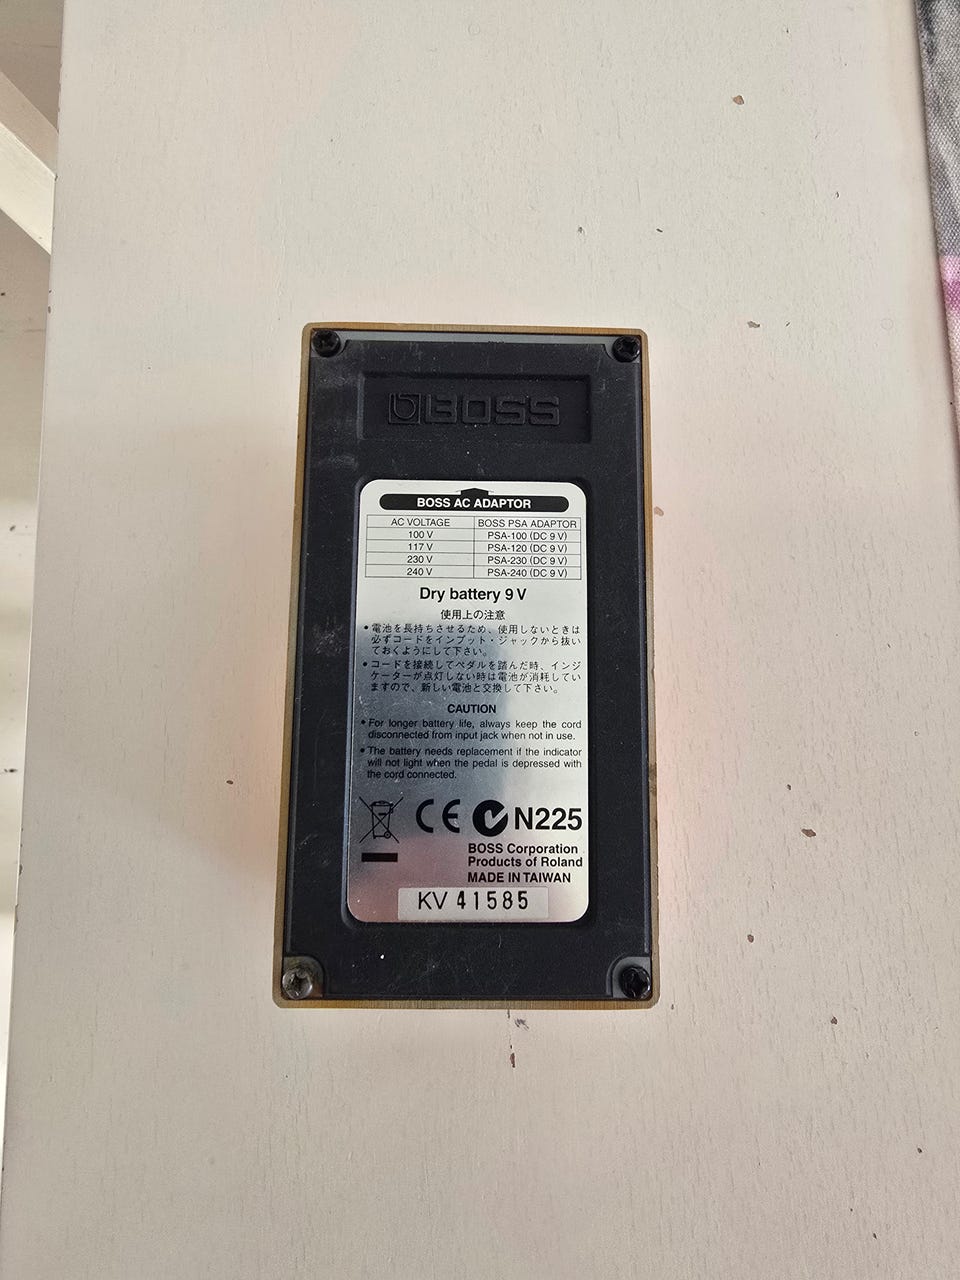 BOSS
BOSS AC ADAPTOR
AC VOLTAGE BOSS PSA ADAPTOR
100 V PSA-100 (DC 9 V)
117 V PSA-120 (DC 9 V)
230 V PSA-230 (DC 9 V)
240 V PSA-240 (DC 9 V)
Dry battery 9 V
使用上の注意
• 電池を長持ちさせるため、使用しないときは
必ずコードをインプット・ジャックから抜い
ておくようにして下さい。
• コードを接続してペダルを踏んだ時、インジ
ケーターが点灯しない時は電池が消耗してい
ますので、新しい電池と交換して下さい。
CAUTION
• For longer battery life, always keep the cord
disconnected from input jack when not in use.
• The battery needs replacement if the indicator
will not light when the pedal is depressed with
the cord connected.
CE N225
BOSS Corporation
Products of Roland
MADE IN TAIWAN
KV 41585